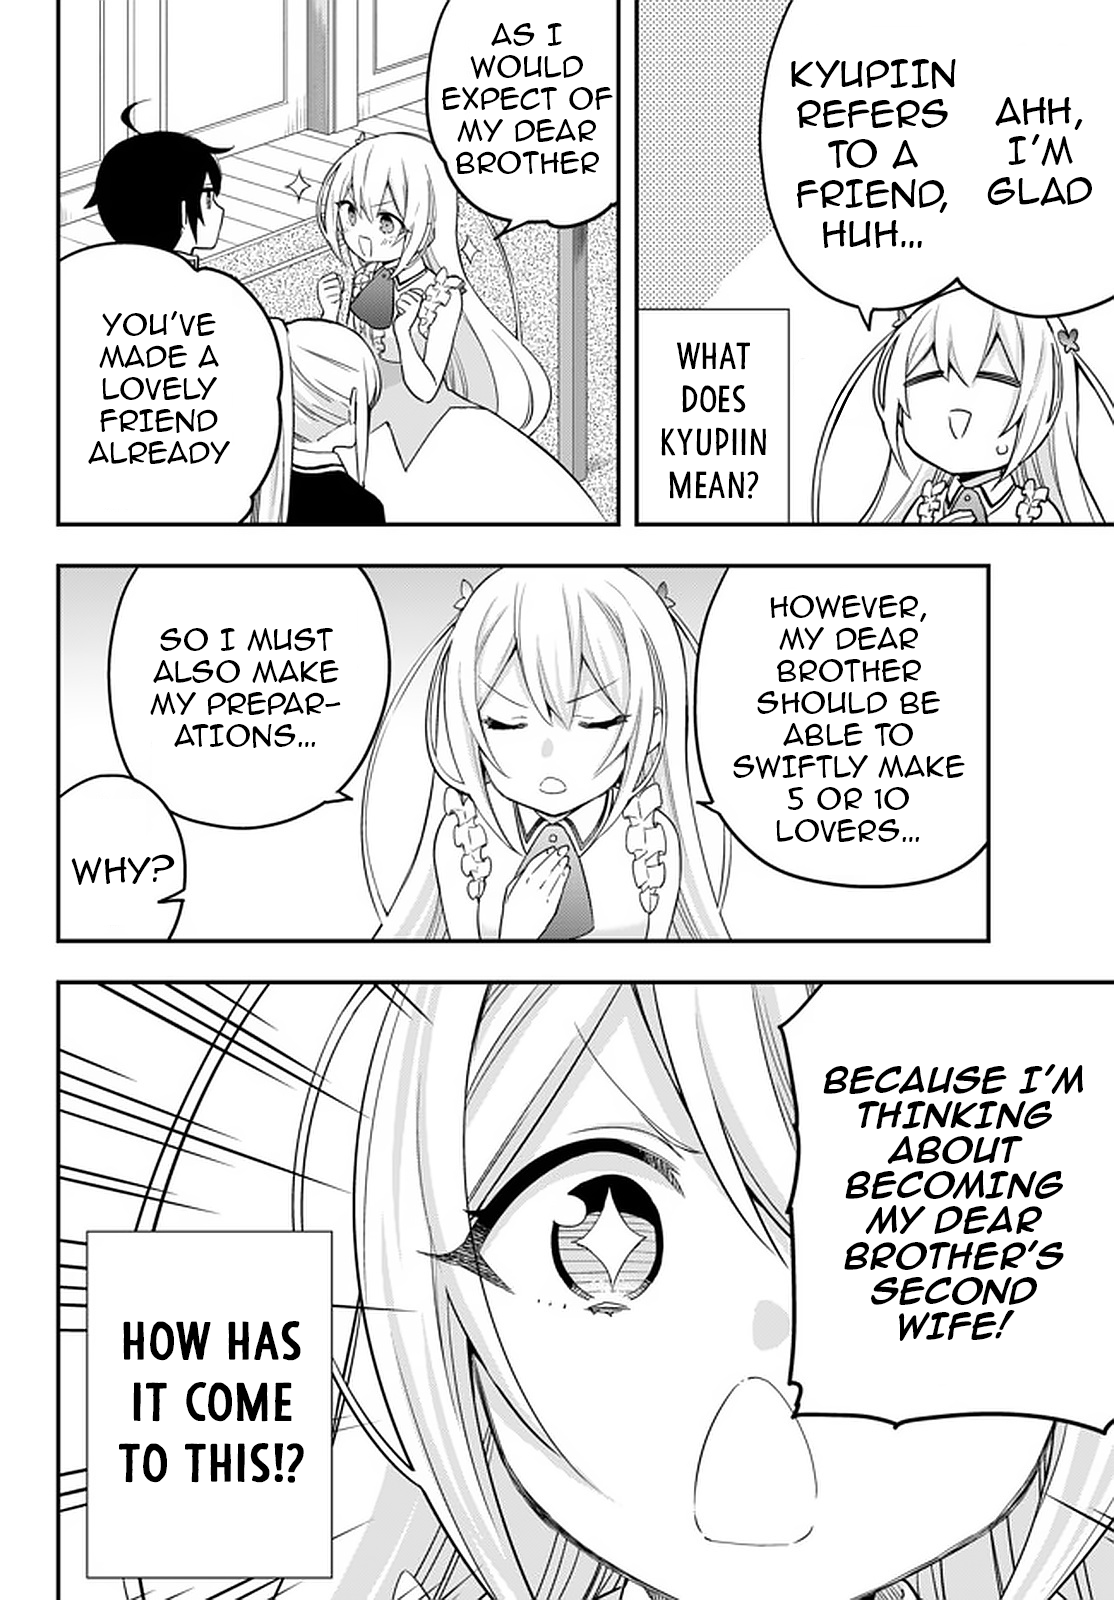 AHH,
I'M
GLAD
KYUPIIN
REFERS
TO A
FRIEND,
HUH...
WHAT
DOES
KYUPIIN
MEAN?
AS I
WOULD
EXPECT OF
MY DEAR
BROTHER
YOU'VE
MADE A
LOVELY
FRIEND
ALREADY
HOWEVER,
MY DEAR
BROTHER
SHOULD BE
ABLE TO
SWIFTLY MAKE
5 OR 10
LOVERS...
SO I MUST
ALSO MAKE
MY PREPAR-
ATIONS...
WHY?
BECAUSE I'M
THINKING
ABOUT
BECOMING
MY DEAR
BROTHER'S
SECOND
WIFE!
HOW HAS
IT COME
TO THIS!?